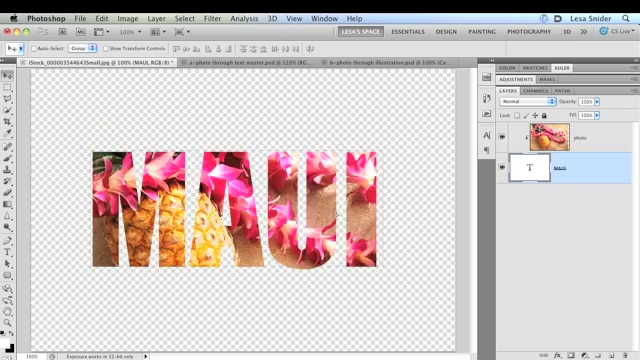 Photoshop File Edit Image Layer Select Filter Analysis 3D View Window Help Lesa Snider
100% LESA'S SPACE ESSENTIALS DESIGN PAINTING PHOTOGRAPHY 3D CS Live
Auto-Select: Group Show Transform Controls
iStock_000003544643Small.jpg @ 100% (MAUI, RGB/8) * a-photo through text master.psd @ 120% (RG... b-photo through illustration.psd @ 100% (Co...
COLOR SWATCHES KULER
ADJUSTMENTS MASKS
LAYERS CHANNELS PATHS
Normal Opacity: 100%
Lock: Fill: 100%
photo
T MAUI
MAUI
100% Exposure works in 32-bit only